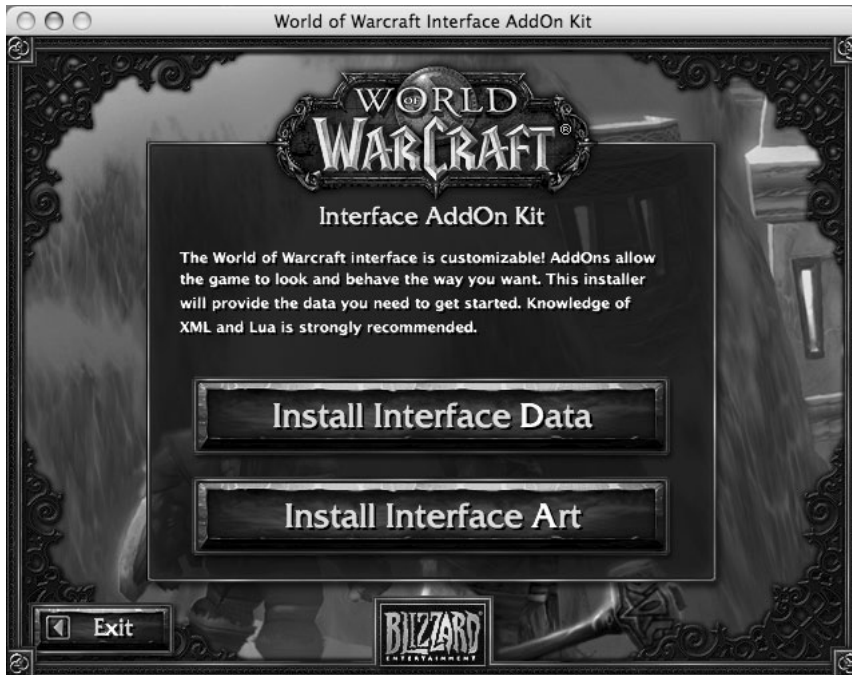 World of Warcraft Interface AddOn Kit
WORLD
OF
WARCRAFT®
Interface AddOn Kit
The World of Warcraft interface is customizable! AddOns allow
the game to look and behave the way you want. This installer
will provide the data you need to get started. Knowledge of
XML and Lua is strongly recommended.
Install Interface Data
Install Interface Art
Exit
BLIZZARD
ENTERTAINMENT